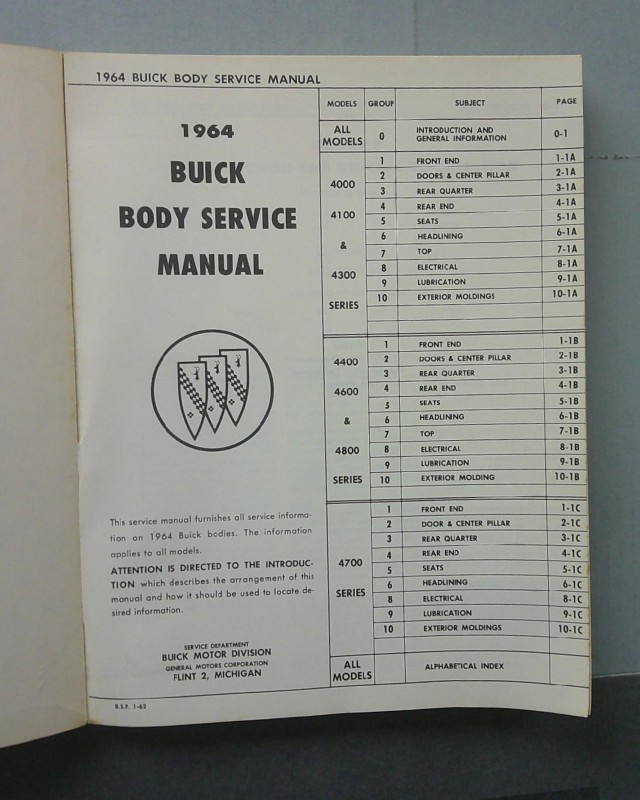 1964 BUICK BODY SERVICE MANUAL
1964
BUICK
BODY SERVICE
MANUAL
This service manual furnishes all service informa-
tion on 1964 Buick bodies. The information
applies to all models.
ATTENTION IS DIRECTED TO THE INTRODUC-
TION which describes the arrangement of this
manual and how it should be used to locate de-
sired information.
SERVICE DEPARTMENT
BUICK MOTOR DIVISION
GENERAL MOTORS CORPORATION
FLINT 2, MICHIGAN
B.S.P. 1-62
MODELS GROUP SUBJECT PAGE
ALL MODELS 0 INTRODUCTION AND GENERAL INFORMATION 0-1
4000
4100
&
4300
SERIES
1 FRONT END 1-1A
2 DOORS & CENTER PILLAR 2-1A
3 REAR QUARTER 3-1A
4 REAR END 4-1A
5 SEATS 5-1A
6 HEADLINING 6-1A
7 TOP 7-1A
8 ELECTRICAL 8-1A
9 LUBRICATION 9-1A
10 EXTERIOR MOLDINGS 10-1A
4400
4600
&
4800
SERIES
1 FRONT END 1-1B
2 DOORS & CENTER PILLAR 2-1B
3 REAR QUARTER 3-1B
4 REAR END 4-1B
5 SEATS 5-1B
6 HEADLINING 6-1B
7 TOP 7-1B
8 ELECTRICAL 8-1B
9 LUBRICATION 9-1B
10 EXTERIOR MOLDING 10-1B
4700
SERIES
1 FRONT END 1-1C
2 DOOR & CENTER PILLAR 2-1C
3 REAR QUARTER 3-1C
4 REAR END 4-1C
5 SEATS 5-1C
6 HEADLINING 6-1C
8 ELECTRICAL 8-1C
9 LUBRICATION 9-1C
10 EXTERIOR MOLDINGS 10-1C
ALL MODELS ALPHABETICAL INDEX